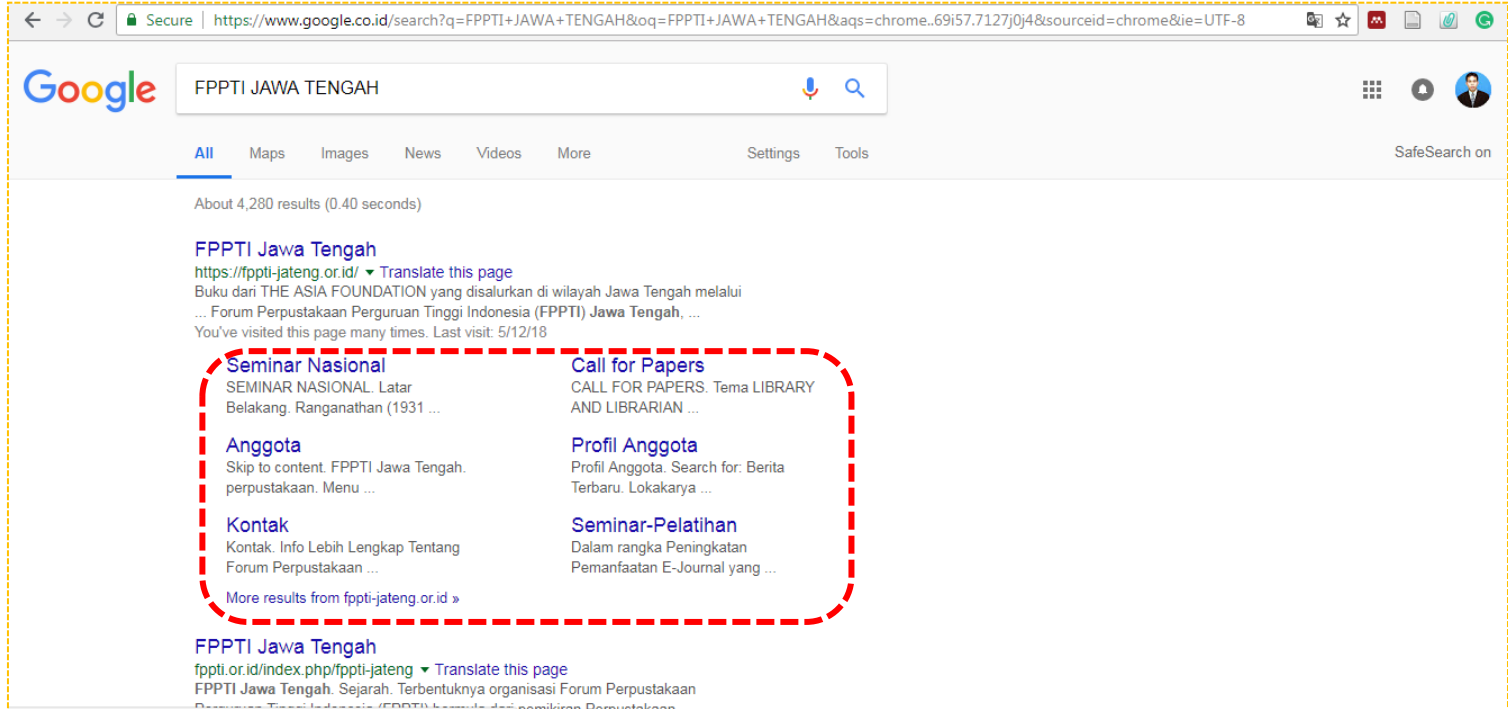 Secure | https://www.google.co.id/search?q=FPPTI+JAWA+TENGAH&oq=FPPTI+JAWA+TENGAH&aqs=chrome..69i57.7127j0j4&sourceid=chrome&ie=UTF-8
Google FPPTI JAWA TENGAH
All Maps Images News Videos More Settings Tools SafeSearch on
About 4,280 results (0.40 seconds)
FPPTI Jawa Tengah
https://fppti-jateng.or.id/ ▾ Translate this page
Buku dari THE ASIA FOUNDATION yang disalurkan di wilayah Jawa Tengah melalui
... Forum Perpustakaan Perguruan Tinggi Indonesia (FPPTI) Jawa Tengah, ...
You've visited this page many times. Last visit: 5/12/18
Seminar Nasional
SEMINAR NASIONAL. Latar
Belakang. Ranganathan (1931 ...
Call for Papers
CALL FOR PAPERS. Tema LIBRARY
AND LIBRARIAN ...
Anggota
Skip to content. FPPTI Jawa Tengah.
perpustakaan. Menu ...
Profil Anggota
Profil Anggota. Search for: Berita
Terbaru. Lokakarya ...
Kontak
Kontak. Info Lebih Lengkap Tentang
Forum Perpustakaan ...
Seminar-Pelatihan
Dalam rangka Peningkatan
Pemanfaatan E-Journal yang ...
More results from fppti-jateng.or.id »
FPPTI Jawa Tengah
fppti.or.id/index.php/fppti-jateng ▾ Translate this page
FPPTI Jawa Tengah. Sejarah. Terbentuknya organisasi Forum Perpustakaan
Perguruan Tinggi Indonesia (FPPTI) bermula dari pemikiran Perpustakaan